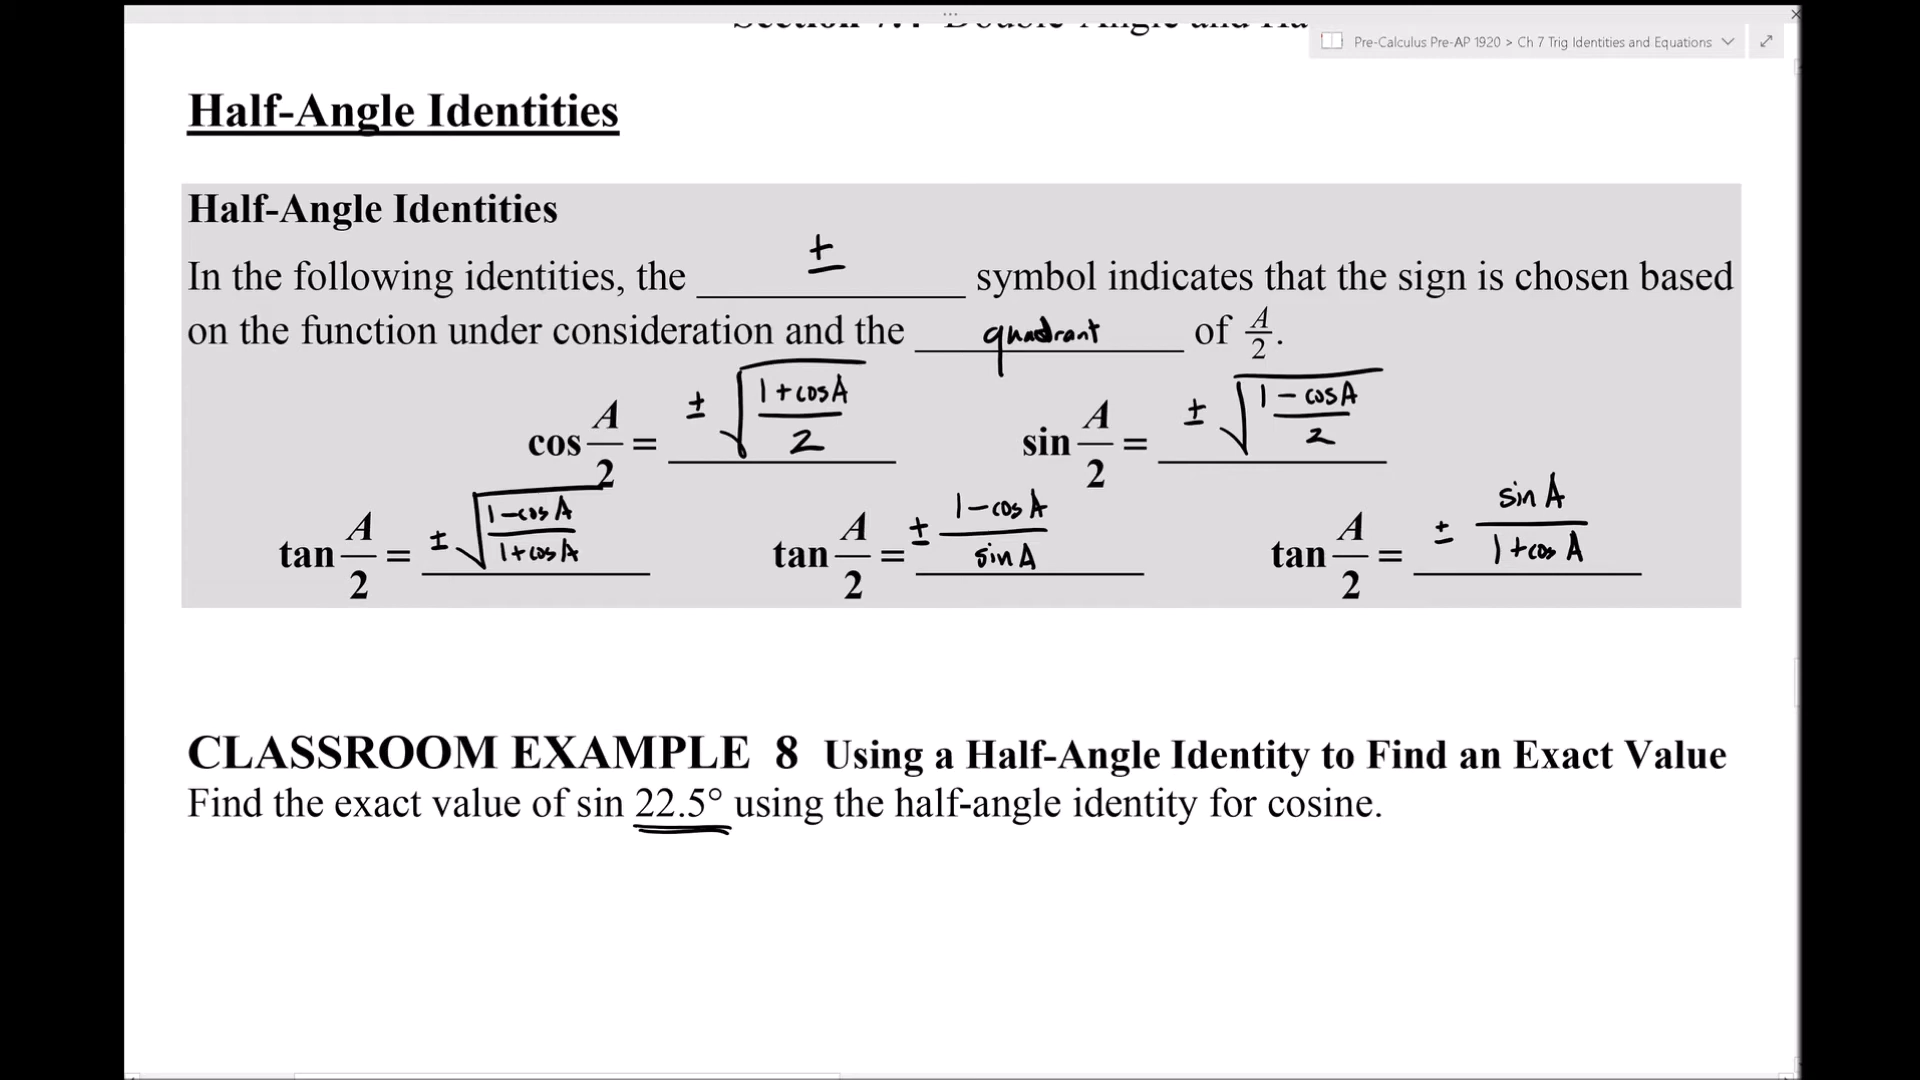 Pre-Calculus Pre-AP 1920 > Ch 7 Trig Identities and Equations
Half-Angle Identities
Half-Angle Identities
In the following identities, the ± symbol indicates that the sign is chosen based
on the function under consideration and the quadrant of A/2.
cos A/2 = ± √((1 + cos A)/2) sin A/2 = ± √((1 - cos A)/2)
tan A/2 = ± √((1 - cos A)/(1 + cos A)) tan A/2 = ± (1 - cos A)/(sin A) tan A/2 = ± (sin A)/(1 + cos A)
CLASSROOM EXAMPLE 8 Using a Half-Angle Identity to Find an Exact Value
Find the exact value of sin 22.5° using the half-angle identity for cosine.